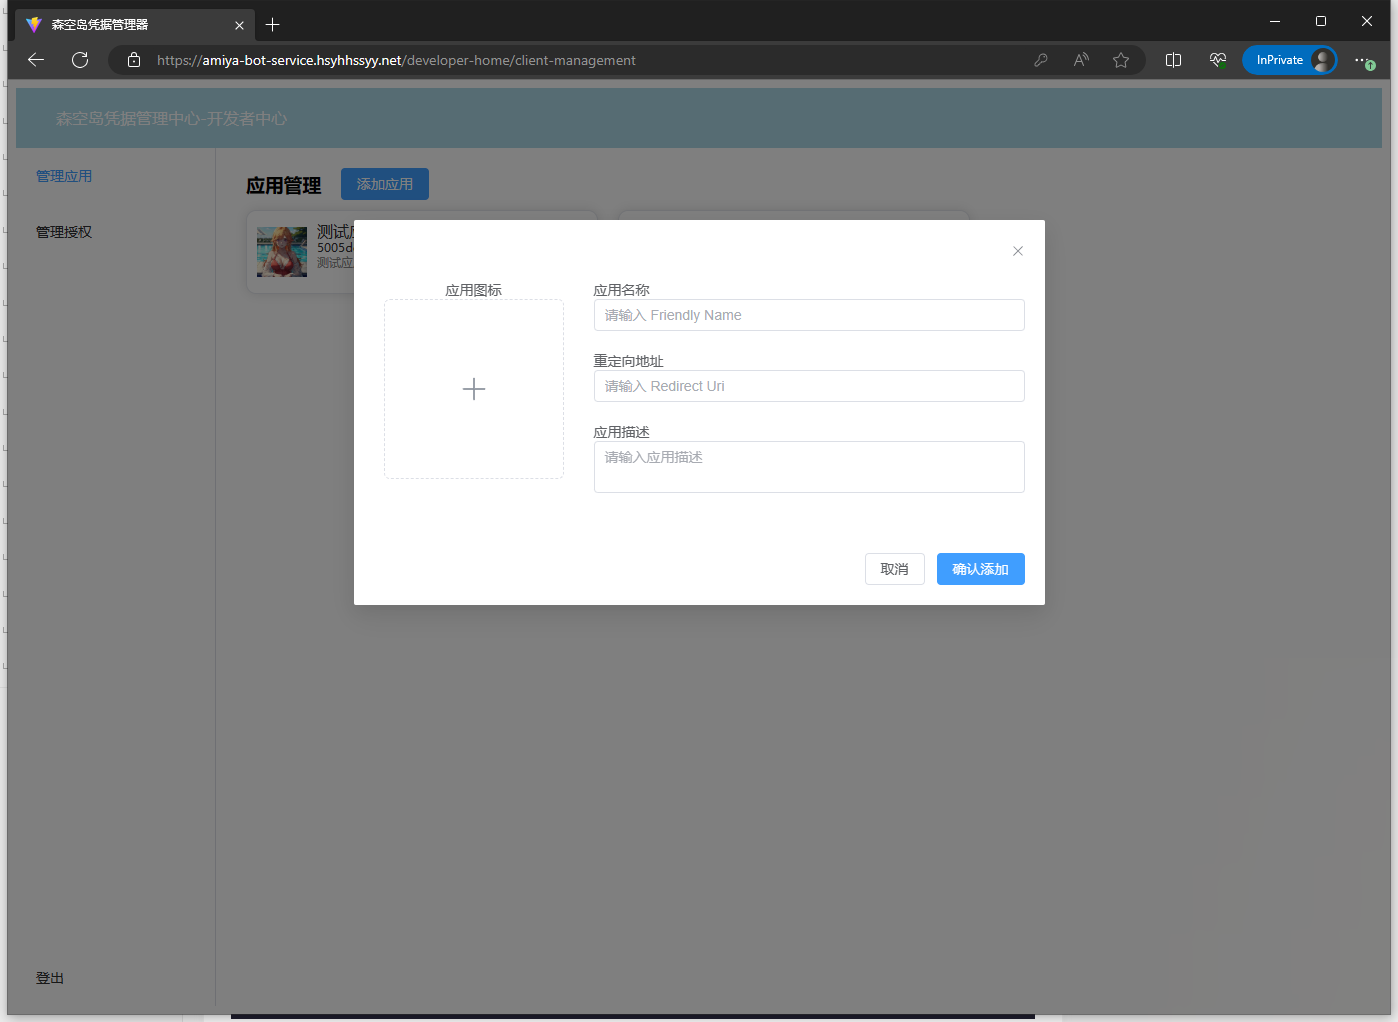 森空岛凭据管理器
https://amiya-bot-service.hsyhhssyy.net/developer-home/client-management
InPrivate
森空岛凭据管理中心-开发者中心
管理应用
管理授权
应用管理
添加应用
测试
5005d
测试应
应用图标
应用名称
请输入 Friendly Name
重定向地址
请输入 Redirect Uri
应用描述
请输入应用描述
取消
确认添加
登出